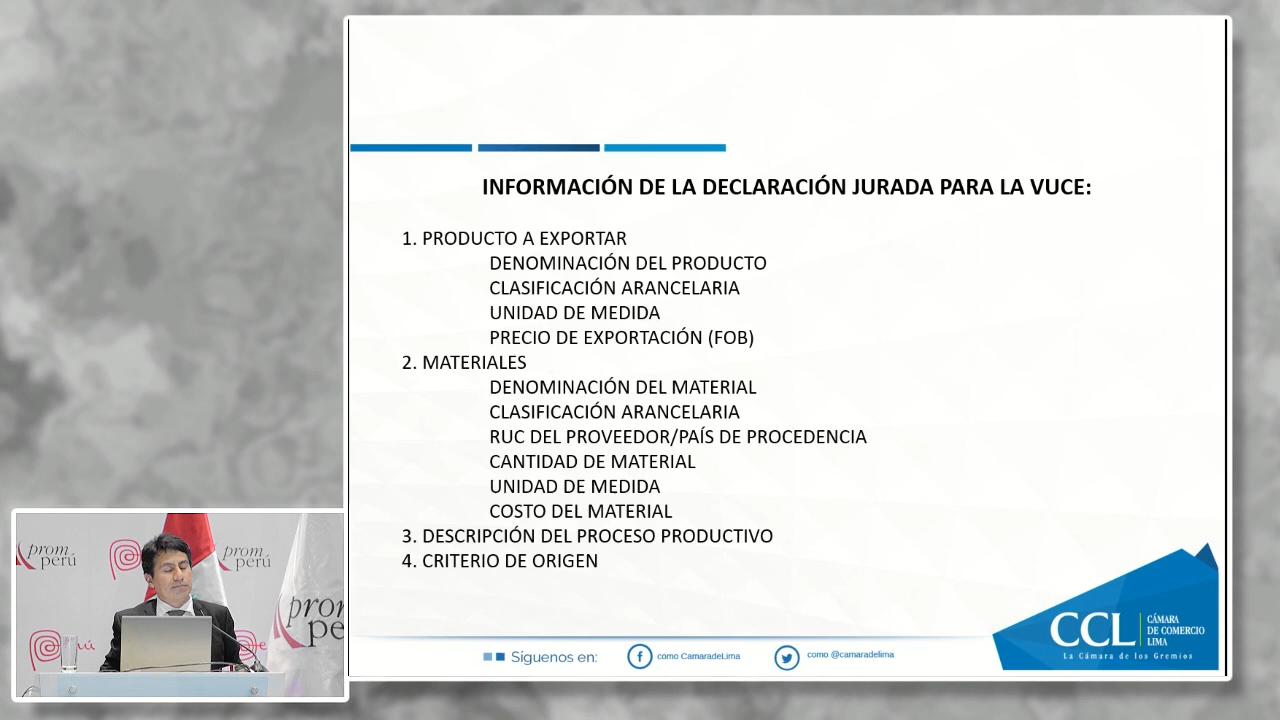 INFORMACIÓN DE LA DECLARACIÓN JURADA PARA LA VUCE:
1. PRODUCTO A EXPORTAR
DENOMINACIÓN DEL PRODUCTO
CLASIFICACIÓN ARANCELARIA
UNIDAD DE MEDIDA
PRECIO DE EXPORTACIÓN (FOB)
2. MATERIALES
DENOMINACIÓN DEL MATERIAL
CLASIFICACIÓN ARANCELARIA
RUC DEL PROVEEDOR/PAÍS DE PROCEDENCIA
CANTIDAD DE MATERIAL
UNIDAD DE MEDIDA
COSTO DEL MATERIAL
3. DESCRIPCIÓN DEL PROCESO PRODUCTIVO
4. CRITERIO DE ORIGEN
Síguenos en:
como CamaradeLima
como @camaradelima
CCL
CÁMARA
DE COMERCIO
LIMA
La Cámara de los Gremios
prom
perú
prom
perú
prom
pe